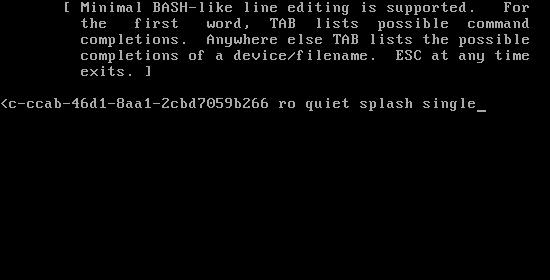 [ Minimal BASH-like line editing is supported. For
the first word, TAB lists possible command
completions. Anywhere else TAB lists the possible
completions of a device/filename. ESC at any time
exits. ]
<c-ccab-46d1-8aa1-2cbd7059b266 ro quiet splash single_